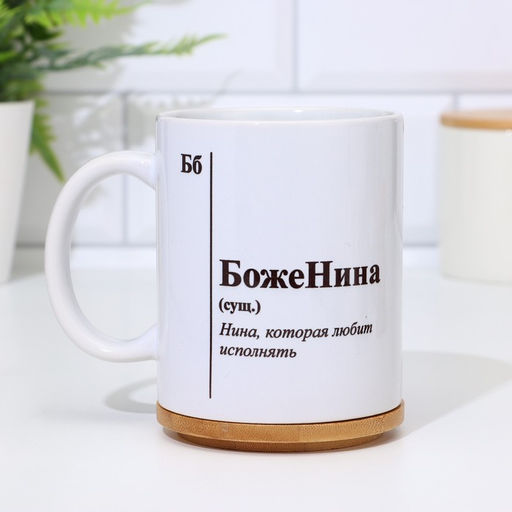 Бб
БожеНина
(сущ.)
Нина, которая любит
исполнять